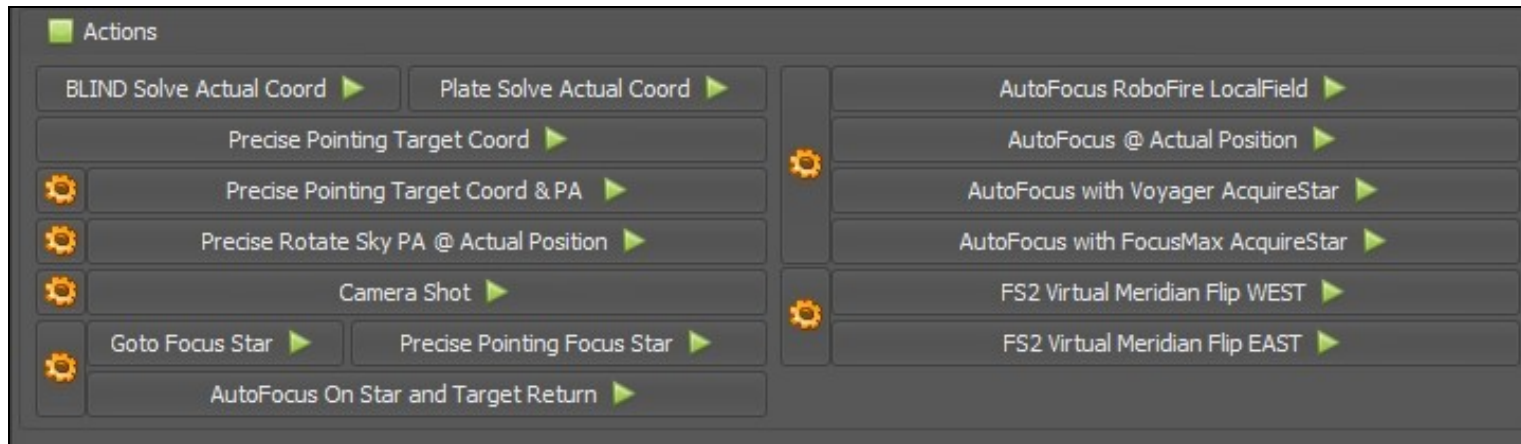 Actions
BLIND Solve Actual Coord
Plate Solve Actual Coord
Precise Pointing Target Coord
Precise Pointing Target Coord & PA
Precise Rotate Sky PA @ Actual Position
Camera Shot
Goto Focus Star
Precise Pointing Focus Star
AutoFocus On Star and Target Return
AutoFocus RoboFire LocalField
AutoFocus @ Actual Position
AutoFocus with Voyager AcquireStar
AutoFocus with FocusMax AcquireStar
FS2 Virtual Meridian Flip WEST
FS2 Virtual Meridian Flip EAST